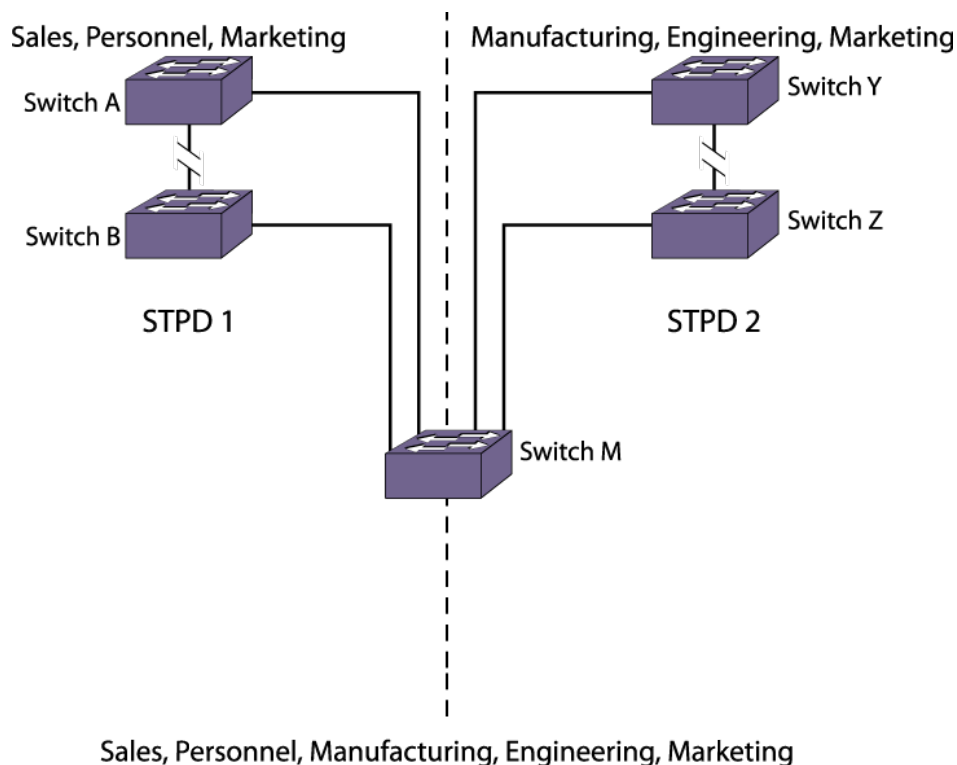 Sales, Personnel, Marketing
Manufacturing, Engineering, Marketing
Switch A
Switch Y
Switch B
Switch Z
STPD 1
STPD 2
Switch M
Sales, Personnel, Manufacturing, Engineering, Marketing